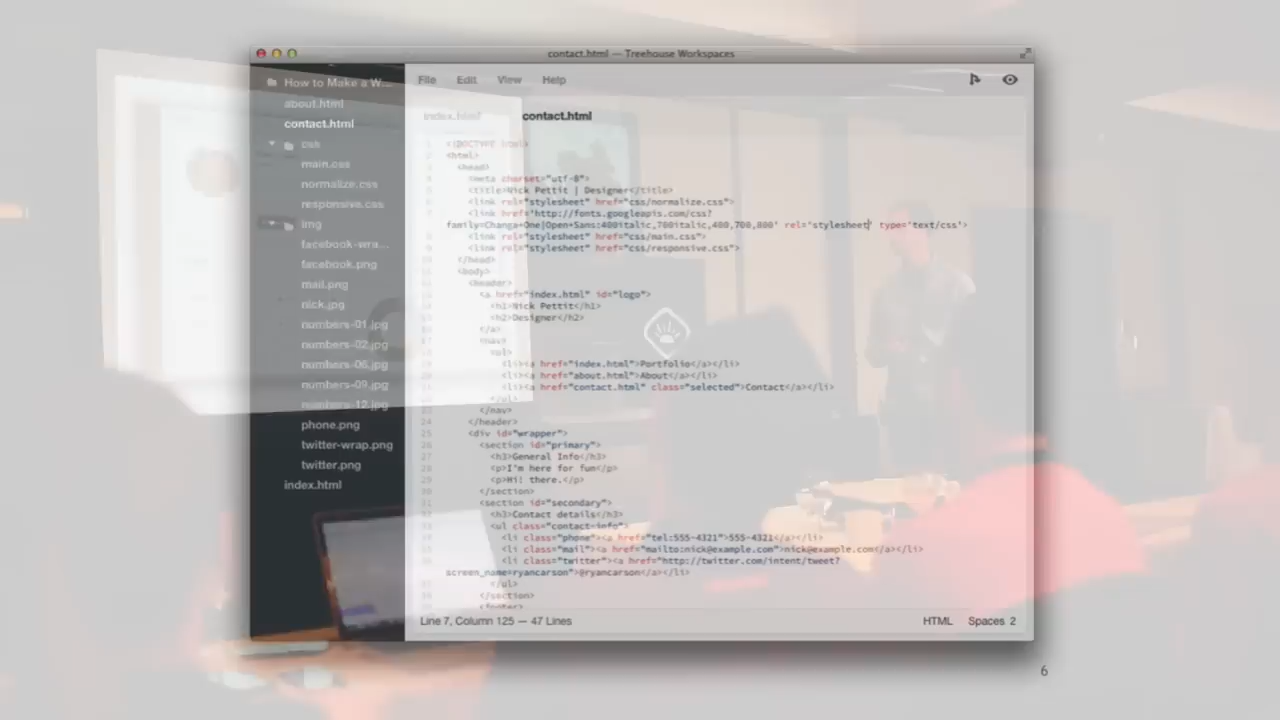 contact.html — Treehouse Workspaces
How to Make a W...
about.html
contact.html
css
main.css
normalize.css
responsive.css
img
facebook-wra...
facebook.png
mail.png
nick.jpg
numbers-01.jpg
numbers-02.jpg
numbers-06.jpg
numbers-09.jpg
numbers-12.jpg
phone.png
twitter-wrap.png
twitter.png
index.html
File Edit View Help
index.html contact.html
<!DOCTYPE html>
<html>
<head>
<meta charset="utf-8">
<title>Nick Pettit | Designer</title>
<link rel="stylesheet" href="css/normalize.css">
<link href='http://fonts.googleapis.com/css?
family=Changa+One|Open+Sans:400italic,700italic,400,700,800' rel='stylesheet' type='text/css'>
<link rel="stylesheet" href="css/main.css">
<link rel="stylesheet" href="css/responsive.css">
</head>
<body>
<header>
<a href="index.html" id="logo">
<h1>Nick Pettit</h1>
<h2>Designer</h2>
</a>
<nav>
<ul>
<li><a href="index.html">Portfolio</a></li>
<li><a href="about.html">About</a></li>
<li><a href="contact.html" class="selected">Contact</a></li>
</ul>
</nav>
24 </header>
25 <div id="wrapper">
26 <section id="primary">
27 <h3>General Info</h3>
28 <p>I'm here for fun</p>
29 <p>Hi! there.</p>
30 </section>
31 <section id="secondary">
<h3>Contact details</h3>
<ul class="contact-info">
<li class="phone"><a href="tel:555-4321">555-4321</a></li>
<li class="mail"><a href="mailto:nick@example.com">nick@example.com</a></li>
<li class="twitter"><a href="http://twitter.com/intent/tweet?
screen_name=ryancarson">@ryancarson</a></li>
</ul>
</section>
<footer>
Line 7, Column 125 — 47 Lines HTML Spaces 2
6